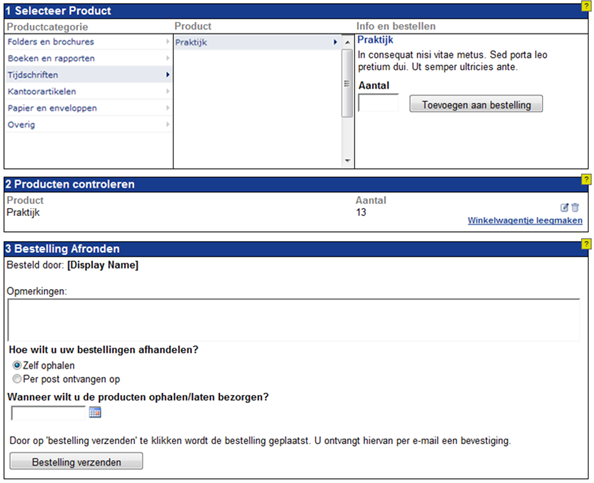 ?
1 Selecteer Product
Productcategorie
Product
Info en bestellen
Folders en brochures
Boeken en rapporten
Tijdschriften
Kantoorartikelen
Papier en enveloppen
Overig
Praktijk
Praktijk
In consequat nisi vitae metus. Sed porta leo
pretium dui. Ut semper ultricies ante.
Aantal
Toevoegen aan bestelling
?
2 Producten controleren
Product
Aantal
Praktijk
13
Winkelwagentje leegmaken
?
3 Bestelling Afronden
Besteld door: [Display Name]
Opmerkingen:
Hoe wilt u uw bestellingen afhandelen?
Zelf ophalen
Per post ontvangen op
Wanneer wilt u de producten ophalen/laten bezorgen?
Door op 'bestelling verzenden' te klikken wordt de bestelling geplaatst. U ontvangt hiervan per e-mail een bevestiging.
Bestelling verzenden